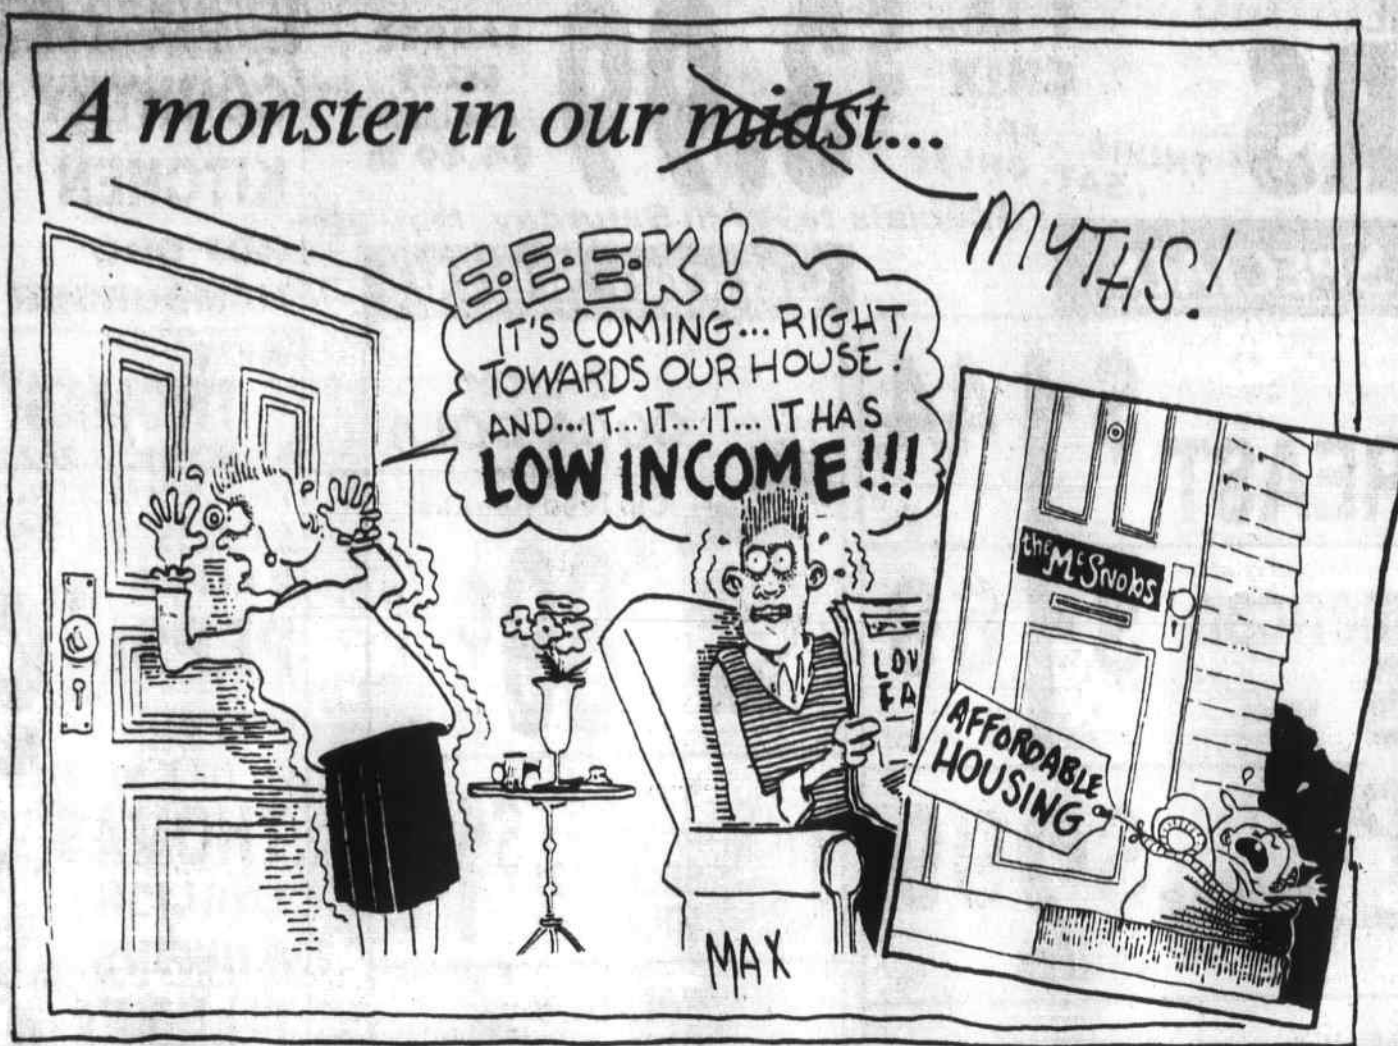 A monster in our midst...
MYTHS!
E·E·E·K!
IT'S COMING... RIGHT
TOWARDS OUR HOUSE!
AND...IT...IT...IT... IT HAS
LOW INCOME!!!
LOW
the McSnobs
AFFORDABLE
HOUSING
MAX